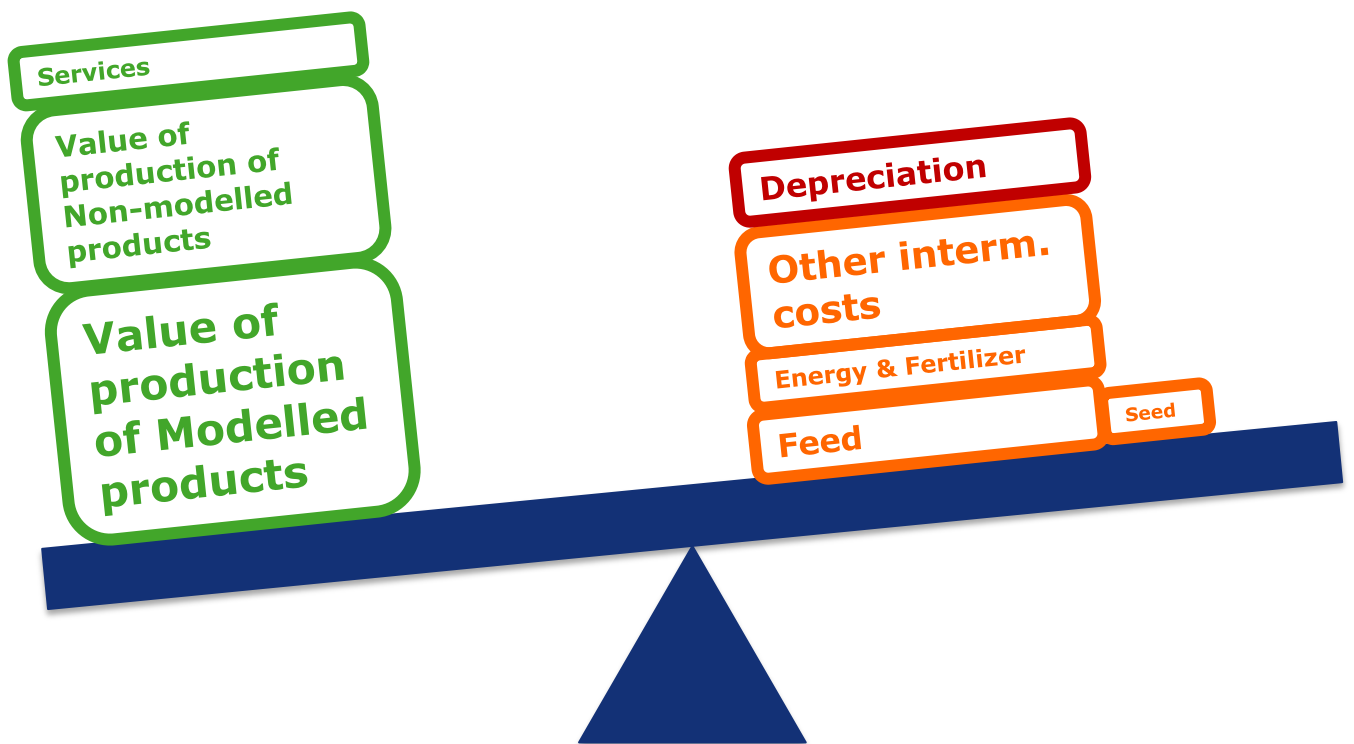 Services
Value of
production of
Non-modelled
products
Value of
production
of Modelled
products
Depreciation
Other interm.
costs
Energy & Fertilizer
Feed
Seed